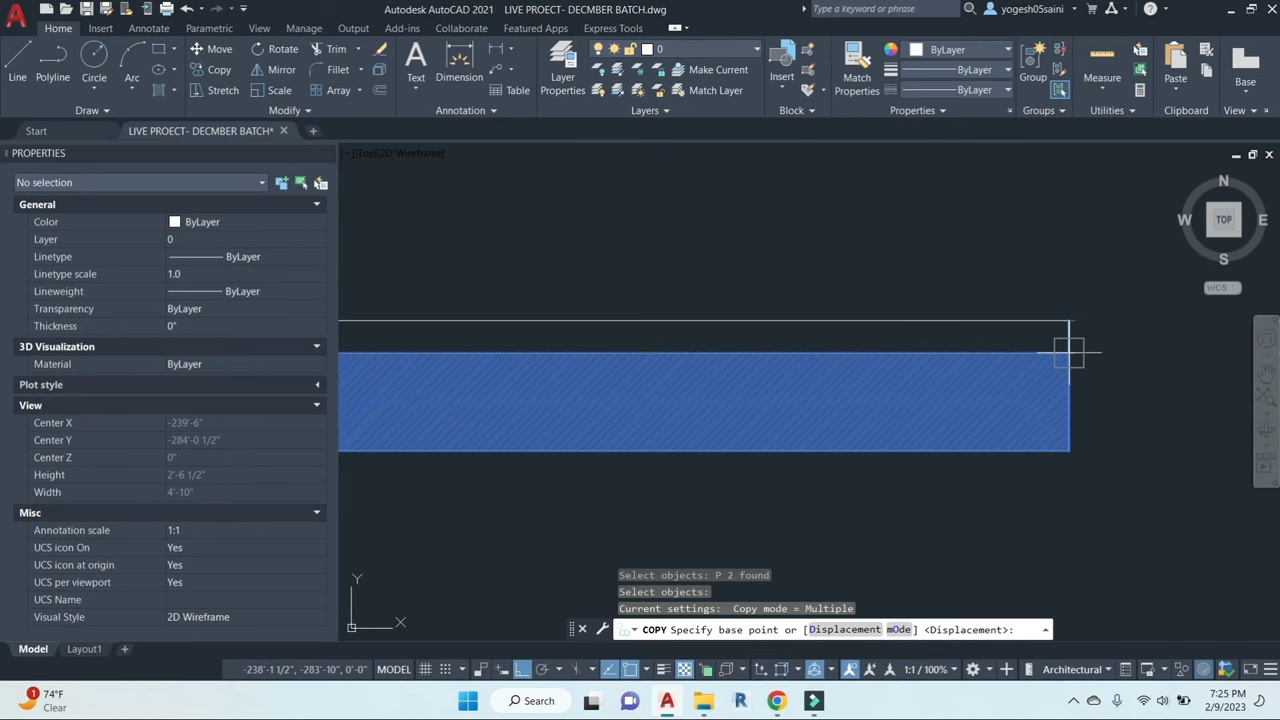 Autodesk AutoCAD 2021 LIVE PROECT- DECMBER BATCH.dwg
Type a keyword or phrase
yogesh05saini
Home Insert Annotate Parametric View Manage Output Add-ins Collaborate Featured Apps Express Tools
Line Polyline Circle Arc
Move Rotate Trim
Copy Mirror Fillet
Stretch Scale Array
Text Dimension Table
Layer Properties
0
Make Current
Match Layer
Insert
Match Properties
ByLayer
ByLayer
ByLayer
Group
Measure
Paste
Base
Draw Modify Annotation Layers Block Properties Groups Utilities Clipboard View
Start LIVE PROECT- DECMBER BATCH*
PROPERTIES
[−][Top][2D Wireframe]
No selection
General
Color ByLayer
Layer 0
Linetype ByLayer
Linetype scale 1.0
Lineweight ByLayer
Transparency ByLayer
Thickness 0"
3D Visualization
Material ByLayer
Plot style
View
Center X -239'-6"
Center Y -284'-0 1/2"
Center Z 0"
Height 2'-6 1/2"
Width 4'-10"
Misc
Annotation scale 1:1
UCS icon On Yes
UCS icon at origin Yes
UCS per viewport Yes
UCS Name
Visual Style 2D Wireframe
N
W TOP E
S
WCS
Y
X
Select objects: P 2 found
Select objects:
Current settings: Copy mode = Multiple
COPY Specify base point or [Displacement mOde] <Displacement>:
Model Layout1
-238'-1 1/2", -283'-10", 0'-0" MODEL 1:1 / 100% Architectural
1
74°F
Clear
Search
7:25 PM
2/9/2023